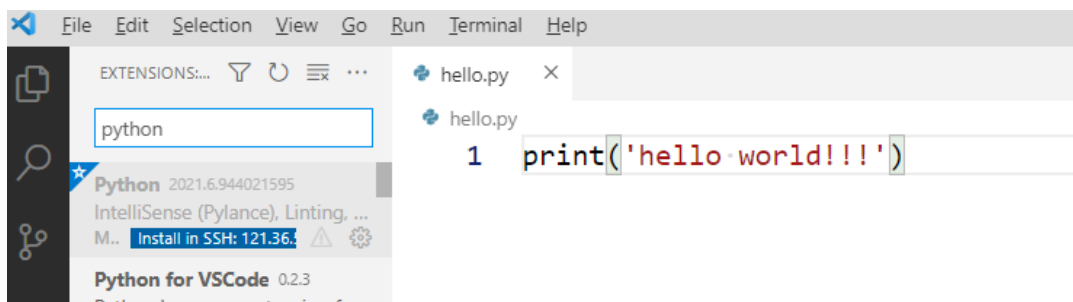 File Edit Selection View Go Run Terminal Help
EXTENSIONS:...
python
Python 2021.6.944021595
IntelliSense (Pylance), Linting, ...
M.. Install in SSH: 121.36.
Python for VSCode 0.2.3
hello.py
hello.py
1 print('hello·world!!!')